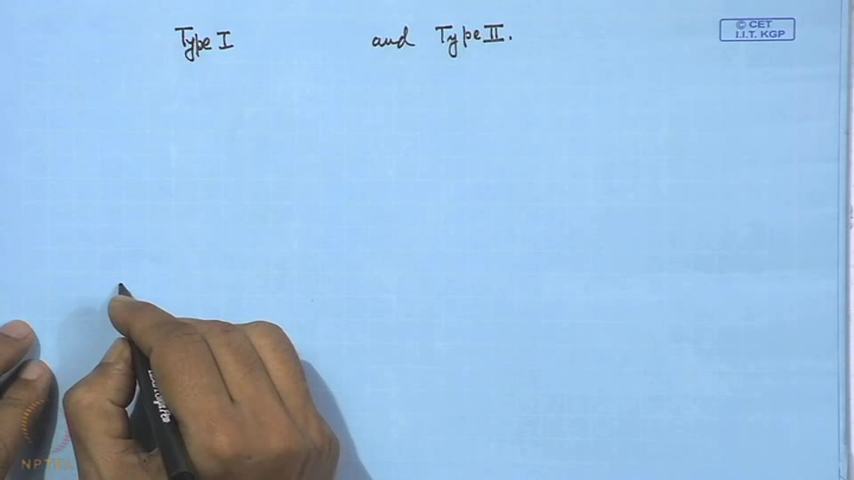 Type I and Type II.
© CET
I.I.T. KGP
NPTEL